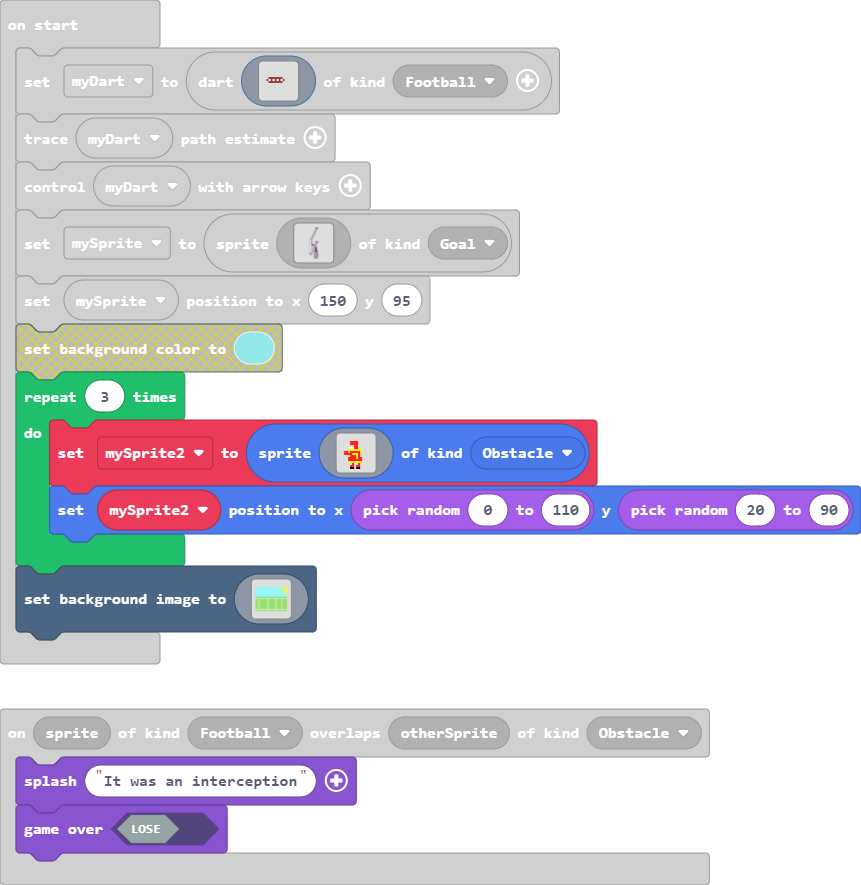 on start
set myDart to dart of kind Football
trace myDart path estimate
control myDart with arrow keys
set mySprite to sprite of kind Goal
set mySprite position to x 150 y 95
set background color to
repeat 3 times
do
set mySprite2 to sprite of kind Obstacle
set mySprite2 position to x pick random 0 to 110 y pick random 20 to 90
set background image to
on sprite of kind Football overlaps otherSprite of kind Obstacle
splash "It was an interception"
game over LOSE